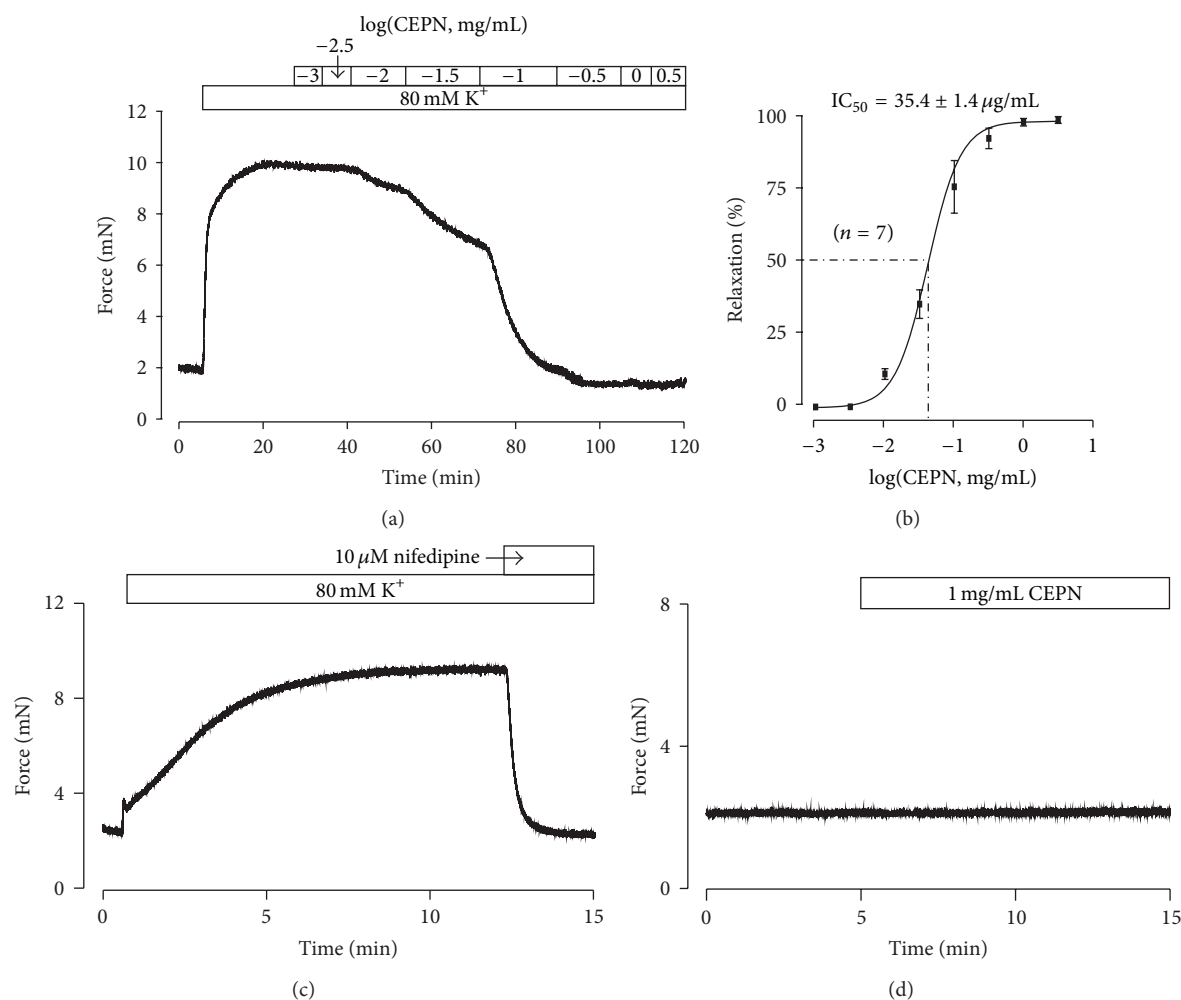 log(CEPN, mg/mL)
−2.5
−3 −2 −1.5 −1 −0.5 0 0.5
80 mM K⁺
12
10
8
6
4
2
0
Force (mN)
0 20 40 60 80 100 120
Time (min)
(a)
IC₅₀ = 35.4 ± 1.4 μg/mL
100
75
50
25
0
Relaxation (%)
(n = 7)
−3 −2 −1 0 1
log(CEPN, mg/mL)
(b)
10 μM nifedipine
80 mM K⁺
12
8
4
0
Force (mN)
0 5 10 15
Time (min)
(c)
1 mg/mL CEPN
8
4
0
Force (mN)
0 5 10 15
Time (min)
(d)